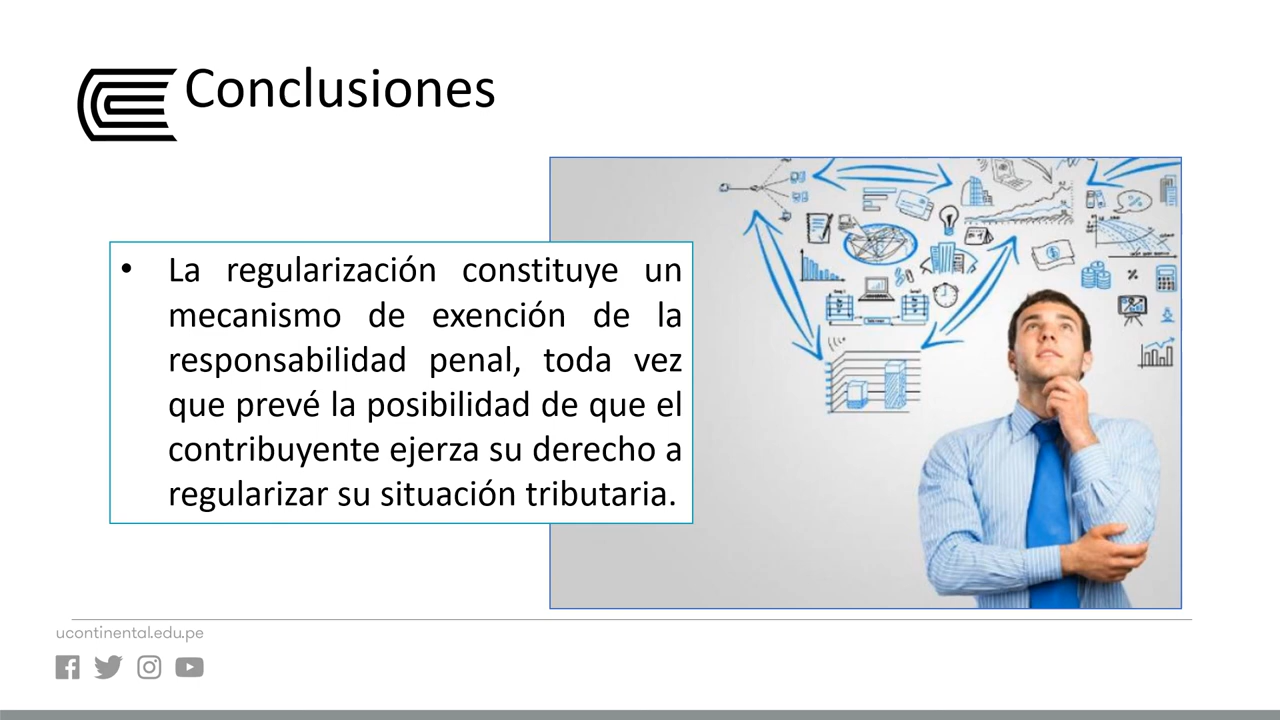 Conclusiones
• La regularización constituye un
mecanismo de exención de la
responsabilidad penal, toda vez
que prevé la posibilidad de que el
contribuyente ejerza su derecho a
regularizar su situación tributaria.
ucontinental.edu.pe